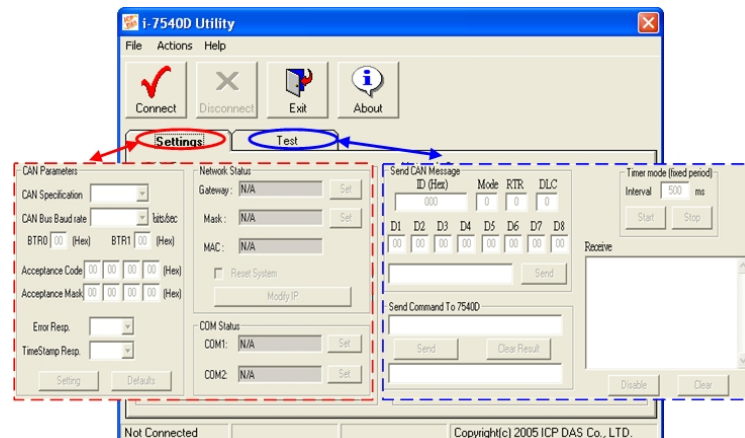 i-7540D Utility
File Actions Help
Connect Disconnect Exit About
Settings Test
CAN Parameters
CAN Specification
CAN Bus Baud rate bits/sec
BTR0 00 (Hex) BTR1 00 (Hex)
Acceptance Code 00 00 00 00 (Hex)
Acceptance Mask 00 00 00 00 (Hex)
Error Resp.
TimeStamp Resp.
Setting Defaults
Network Status
Gateway : N/A Set
Mask : N/A Set
MAC : N/A
Reset System
Modify IP
COM Status
COM1: N/A Set
COM2: N/A Set
Send CAN Message
ID (Hex) Mode RTR DLC
000 0 0 0
D1 D2 D3 D4 D5 D6 D7 D8
00 00 00 00 00 00 00 00
Send
Send Command To 7540D
Send Clear Result
Timer mode (fixed period)
Interval 500 ms
Start Stop
Receive
Disable Clear
Not Connected Copyright(c) 2005 ICP DAS Co., LTD.